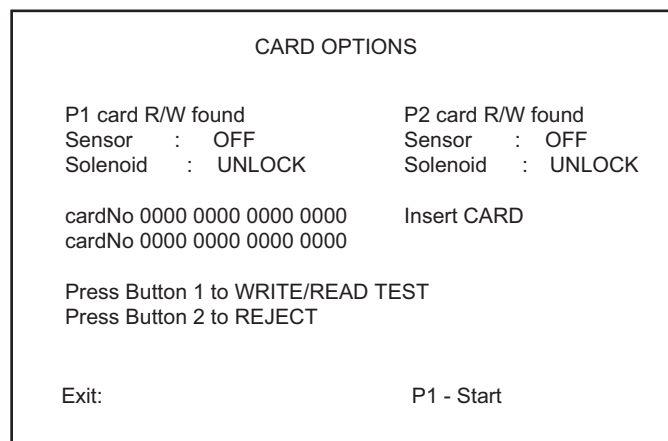 CARD OPTIONS
P1 card R/W found P2 card R/W found
Sensor : OFF Sensor : OFF
Solenoid : UNLOCK Solenoid : UNLOCK
cardNo 0000 0000 0000 0000 Insert CARD
cardNo 0000 0000 0000 0000
Press Button 1 to WRITE/READ TEST
Press Button 2 to REJECT
Exit: P1 - Start